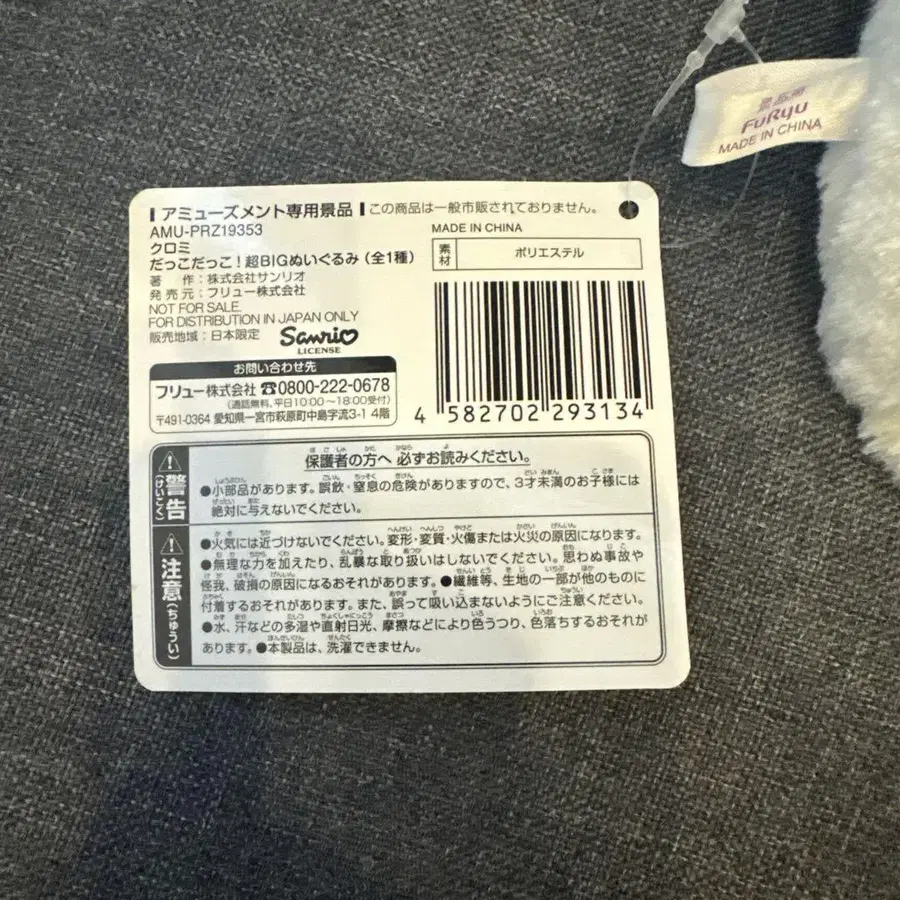 景品用
FuRyu
MADE IN CHINA
アミューズメント専用景品 この商品は一般市販されておりません。
AMU-PRZ19353
クロミ
だっこだっこ!超BIGぬいぐるみ(全1種)
著 作:株式会社サンリオ
発 売 元:フリュー株式会社
NOT FOR SALE.
FOR DISTRIBUTION IN JAPAN ONLY
販売地域:日本限定
Sanrio
LICENSE
MADE IN CHINA
素材 ポリエステル
4 582702 293134
お問い合わせ先
フリュー株式会社 ☎0800-222-0678
(通話無料、平日10:00~18:00受付)
〒491-0364 愛知県一宮市萩原町中島字流3-1 4階
⚠警告(けいこく)
保護者の方へ 必ずお読みください。
●小部品があります。誤飲・窒息の危険がありますので、3才未満のお子様には
絶対に与えないでください。
⚠注意(ちゅうい)
●火気には近づけないでください。変形・変質・火傷または火災の原因になります。
●無理な力を加えたり、乱暴な取り扱いはしないでください。思わぬ事故や
怪我、破損の原因になるおそれがあります。●繊維等、生地の一部が他のものに
付着するおそれがあります。また、誤って吸い込まないようにご注意ください。
●水、汗などの多湿や直射日光、摩擦などにより色うつり、色落ちするおそれが
あります。●本製品は、洗濯できません。